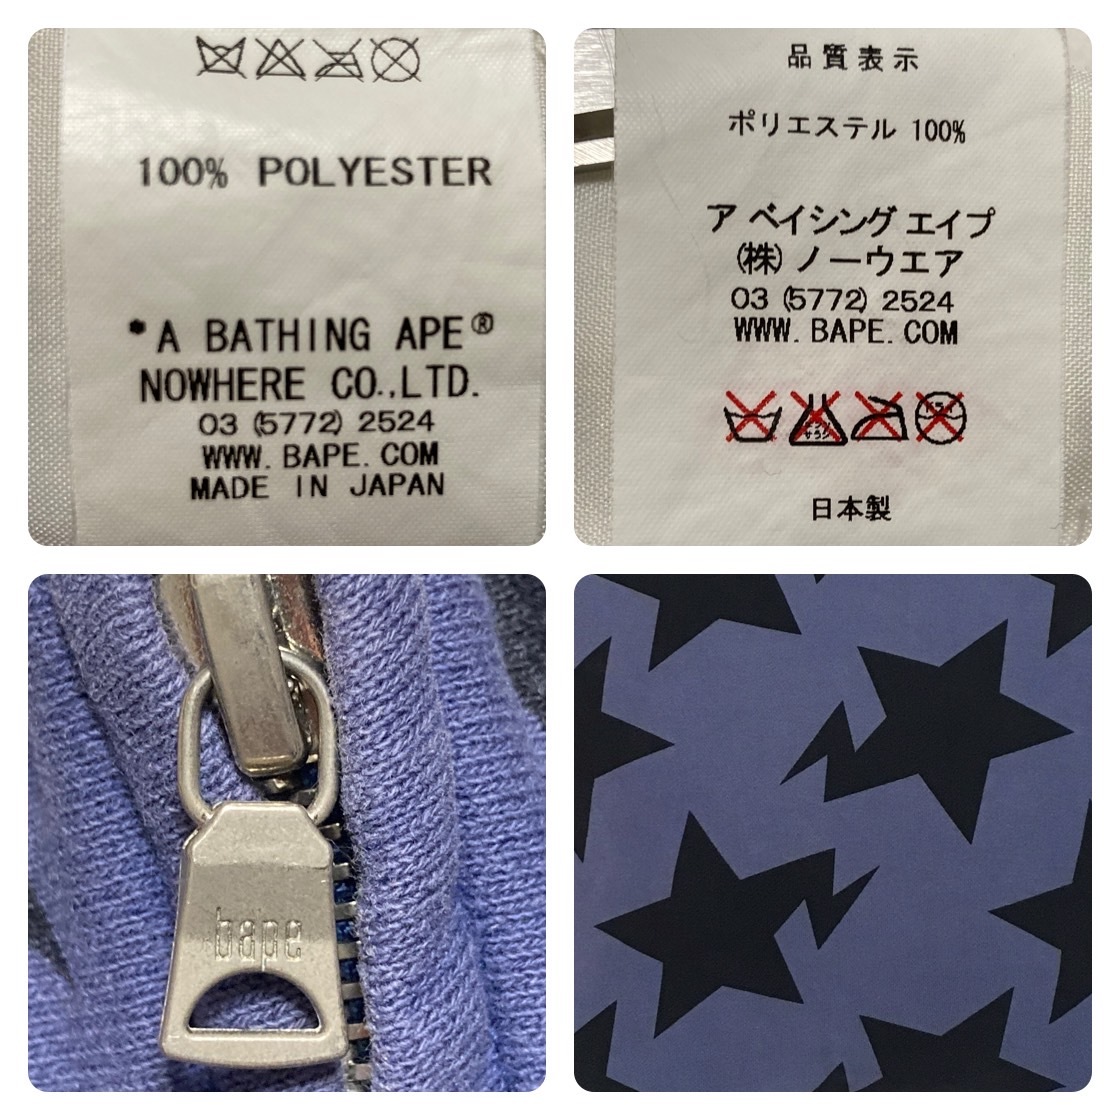 100% POLYESTER
*A BATHING APE®
NOWHERE CO.,LTD.
03 (5772) 2524
WWW. BAPE. COM
MADE IN JAPAN
品質表示
ポリエステル 100%
ア ベイシング エイプ
(株) ノーウエア
03 (5772) 2524
WWW. BAPE. COM
日本製
bape